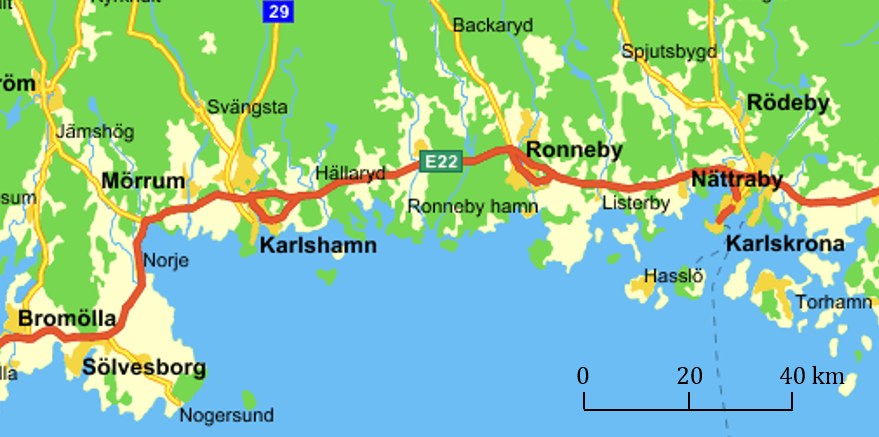 29
Backaryd
Spjutsbygd
röm
Svängsta
Rödeby
Jämshög
Ronneby
E22
Hällaryd
Mörrum
Nättraby
sum
Ronneby hamn
Listerby
Karlshamn
Karlskrona
Norje
Hasslö
Torhamn
Bromölla
Sölvesborg
lla
0 20 40 km
Nogersund